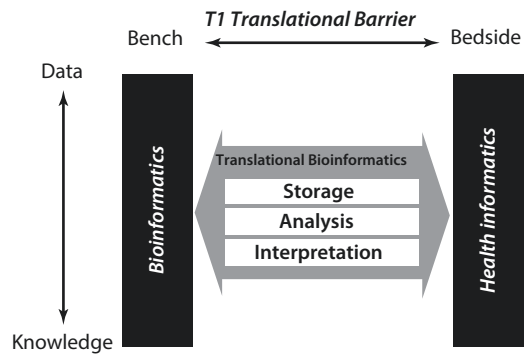 T1 Translational Barrier
Bench
Bedside
Data
Bioinformatics
Translational Bioinformatics
Storage
Analysis
Interpretation
Health informatics
Knowledge